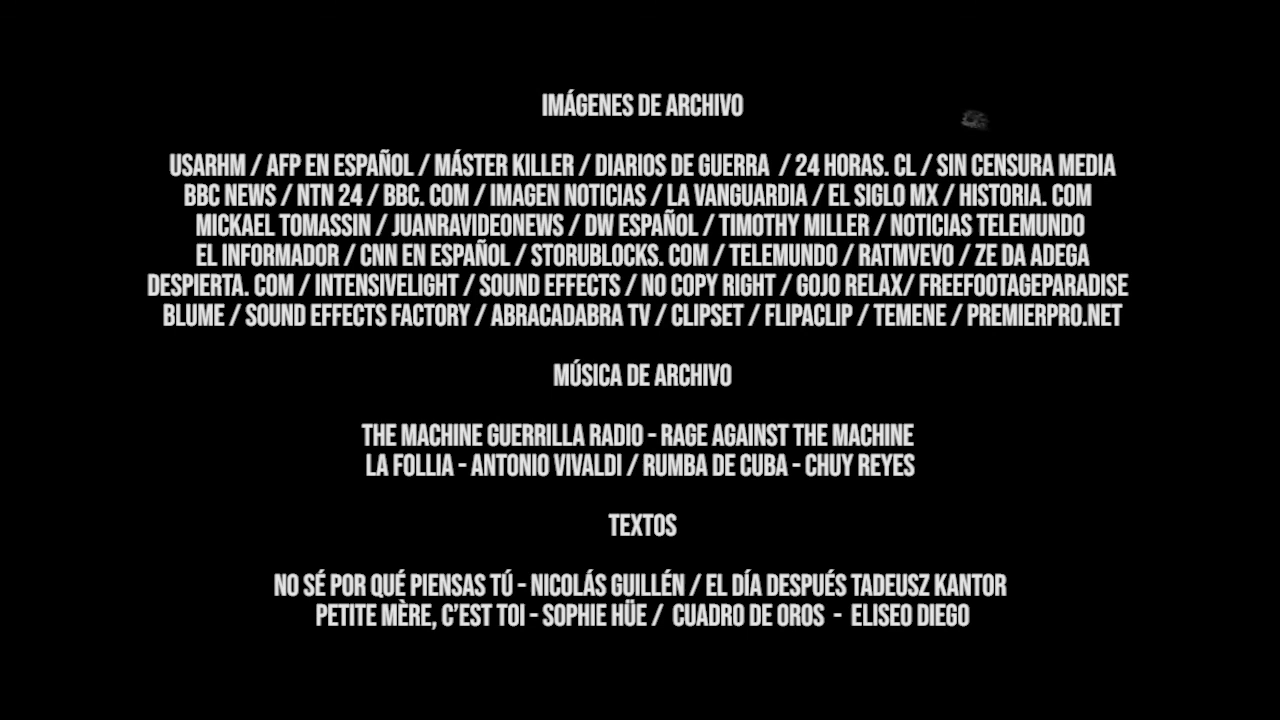 IMÁGENES DE ARCHIVO
USARHM / AFP EN ESPAÑOL / MÁSTER KILLER / DIARIOS DE GUERRA / 24 HORAS. CL / SIN CENSURA MEDIA
BBC NEWS / NTN 24 / BBC. COM / IMAGEN NOTICIAS / LA VANGUARDIA / EL SIGLO MX / HISTORIA. COM
MICKAEL TOMASSIN / JUANRAVIDEONEWS / DW ESPAÑOL / TIMOTHY MILLER / NOTICIAS TELEMUNDO
EL INFORMADOR / CNN EN ESPAÑOL / STORUBLOCKS. COM / TELEMUNDO / RATMVEVO / ZE DA ADEGA
DESPIERTA. COM / INTENSIVELIGHT / SOUND EFFECTS / NO COPY RIGHT / GOJO RELAX/ FREEFOOTAGEPARADISE
BLUME / SOUND EFFECTS FACTORY / ABRACADABRA TV / CLIPSET / FLIPACLIP / TEMENE / PREMIERPRO.NET
MÚSICA DE ARCHIVO
THE MACHINE GUERRILLA RADIO - RAGE AGAINST THE MACHINE
LA FOLLIA - ANTONIO VIVALDI / RUMBA DE CUBA - CHUY REYES
TEXTOS
NO SÉ POR QUÉ PIENSAS TÚ - NICOLÁS GUILLÉN / EL DÍA DESPUÉS TADEUSZ KANTOR
PETITE MÈRE, C'EST TOI - SOPHIE HÜE / CUADRO DE OROS - ELISEO DIEGO